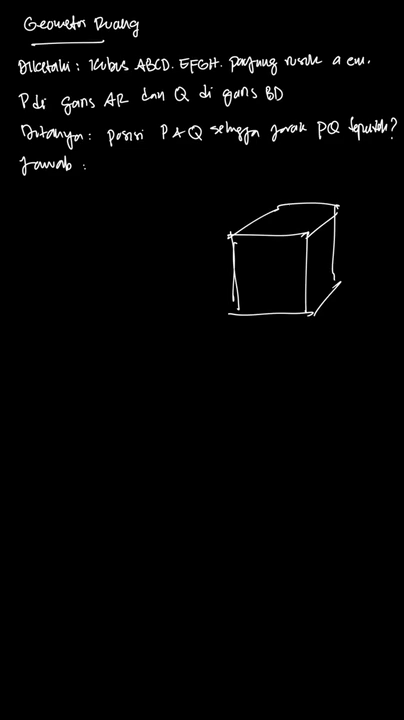 Geometri Ruang
Diketahui : Kubus ABCD. EFGH. panjang rusuk a cm.
P di garis AR dan Q di garis BD
Ditanya : posisi P & Q sehingga jarak PQ
Jawab :